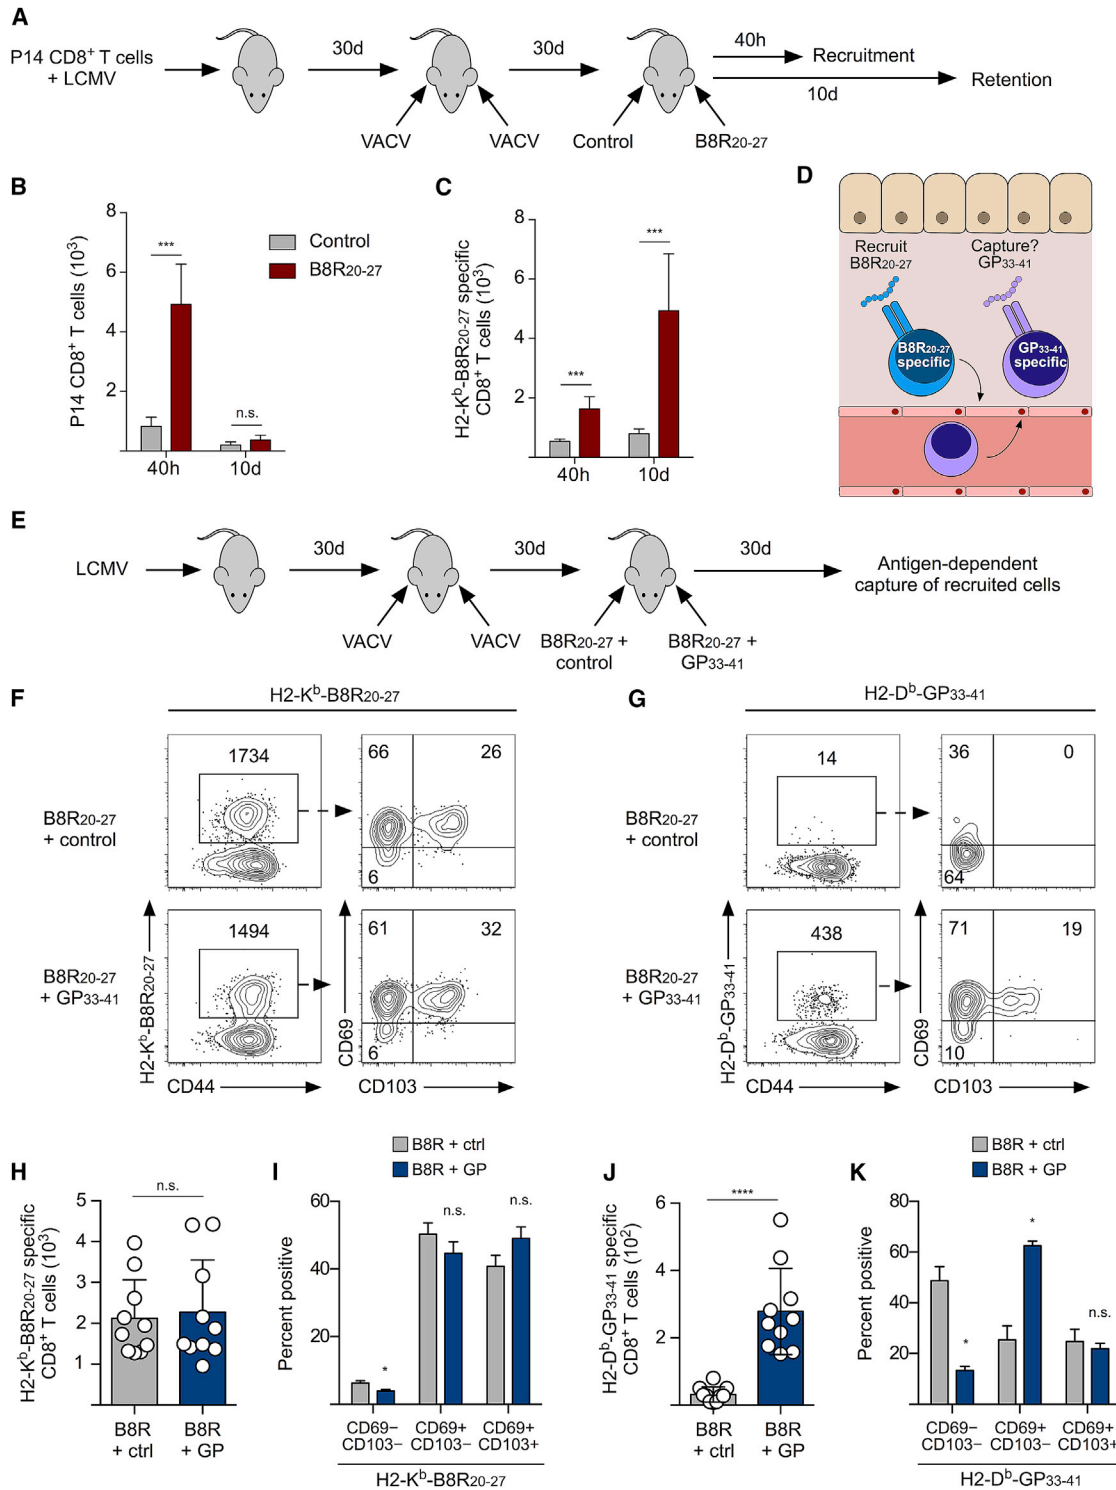 A
P14 CD8+ T cells
+ LCMV
30d
30d
40h
Recruitment
10d
Retention
VACV
VACV
Control
B8R20-27
B
P14 CD8+ T cells (10^3)
8
6
4
2
***
n.s.
40h
10d
Control
B8R20-27
C
H2-Kb-B8R20-27 specific
CD8+ T cells (10^3)
8
6
4
2
***
***
40h
10d
D
Recruit
B8R20-27
Capture?
GP33-41
B8R20-27
specific
GP33-41
specific
E
LCMV
30d
30d
30d
Antigen-dependent
capture of recruited cells
VACV
VACV
B8R20-27 +
control
B8R20-27 +
GP33-41
F
H2-Kb-B8R20-27
B8R20-27
+ control
1734
66
26
6
B8R20-27
+ GP33-41
1494
61
32
6
H2-Kb-B8R20-27
CD69
CD44
CD103
G
H2-Db-GP33-41
B8R20-27
+ control
14
36
0
64
B8R20-27
+ GP33-41
438
71
19
10
H2-Db-GP33-41
CD69
CD44
CD103
H
H2-Kb-B8R20-27 specific
CD8+ T cells (10^3)
n.s.
5
4
3
2
1
B8R
+ ctrl
B8R
+ GP
I
B8R + ctrl
B8R + GP
Percent positive
60
40
20
*
n.s.
n.s.
CD69−
CD103−
CD69+
CD103−
CD69+
CD103+
H2-Kb-B8R20-27
J
H2-Db-GP33-41 specific
CD8+ T cells (10^2)
****
6
4
2
B8R
+ ctrl
B8R
+ GP
K
B8R + ctrl
B8R + GP
Percent positive
80
60
40
20
*
*
n.s.
CD69−
CD103−
CD69+
CD103−
CD69+
CD103+
H2-Db-GP33-41